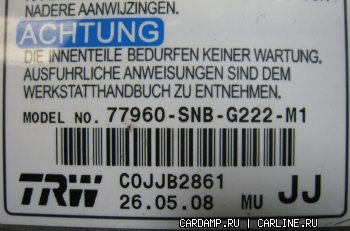 NADERE AANWIJZINGEN.
ACHTUNG
DIE INNENTEILE BEDURFEN KEINER WARTUNG.
AUSFUHRLICHE ANWEISUNGEN SIND DEM
WERKSTATTHANDBUCH ZU ENTNEHMEN.
MODEL NO. 77960-SNB-G222-M1
TRW C0JJB2861
26.05.08 MU JJ
CARDAMP.RU | CARLINE.RU